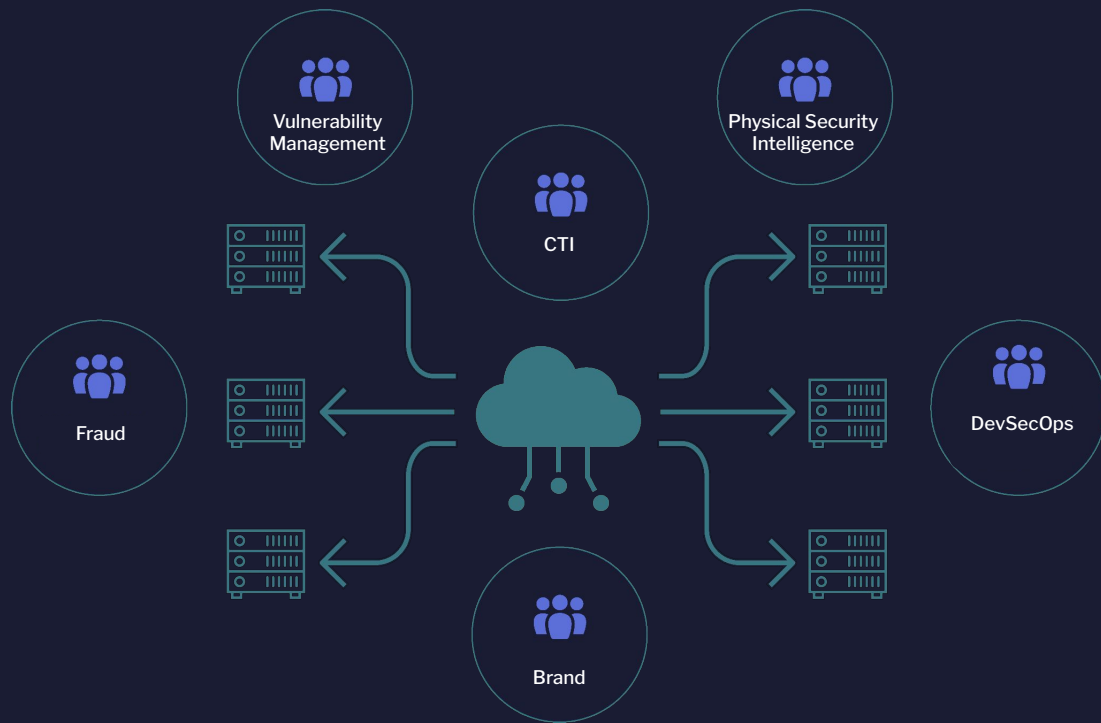 Vulnerability
Management
Physical Security
Intelligence
CTI
Fraud
DevSecOps
Brand